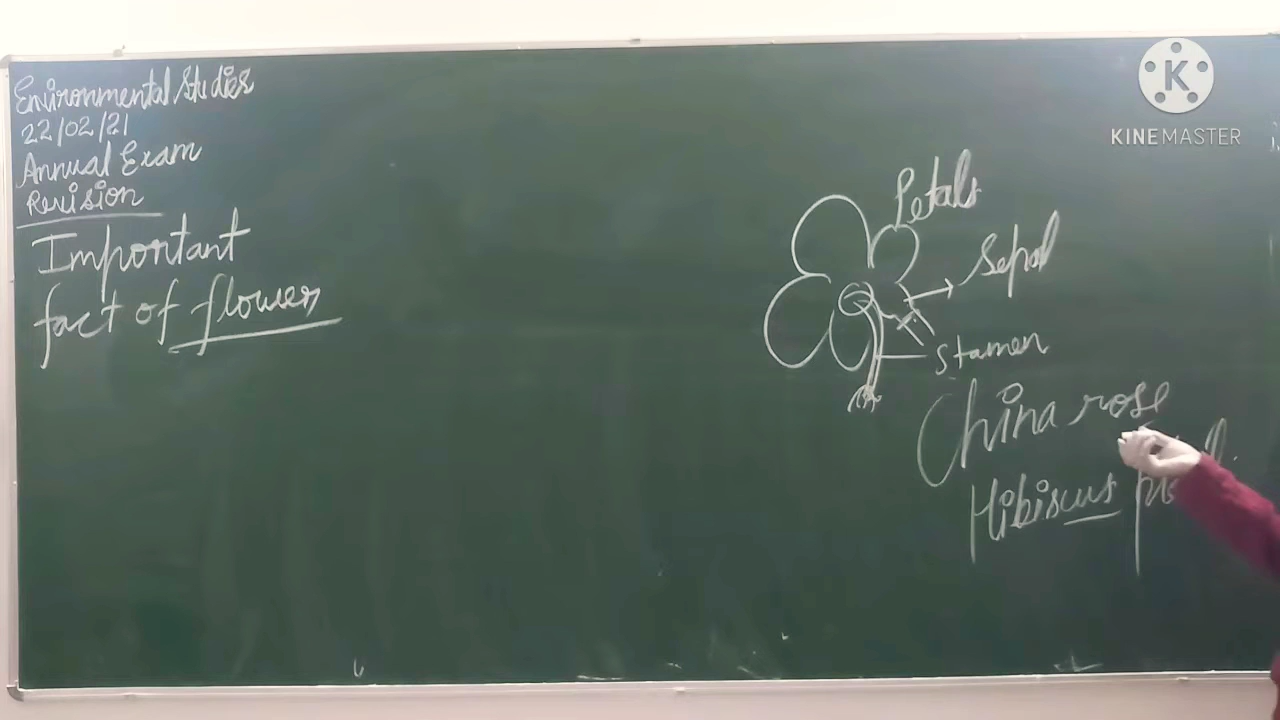 Environmental Studies
22/02/21
Annual Exam
Revision
Important
fact of flower
Petals
Sepal
Stamen
China rose
Hibiscus
K
KINEMASTER